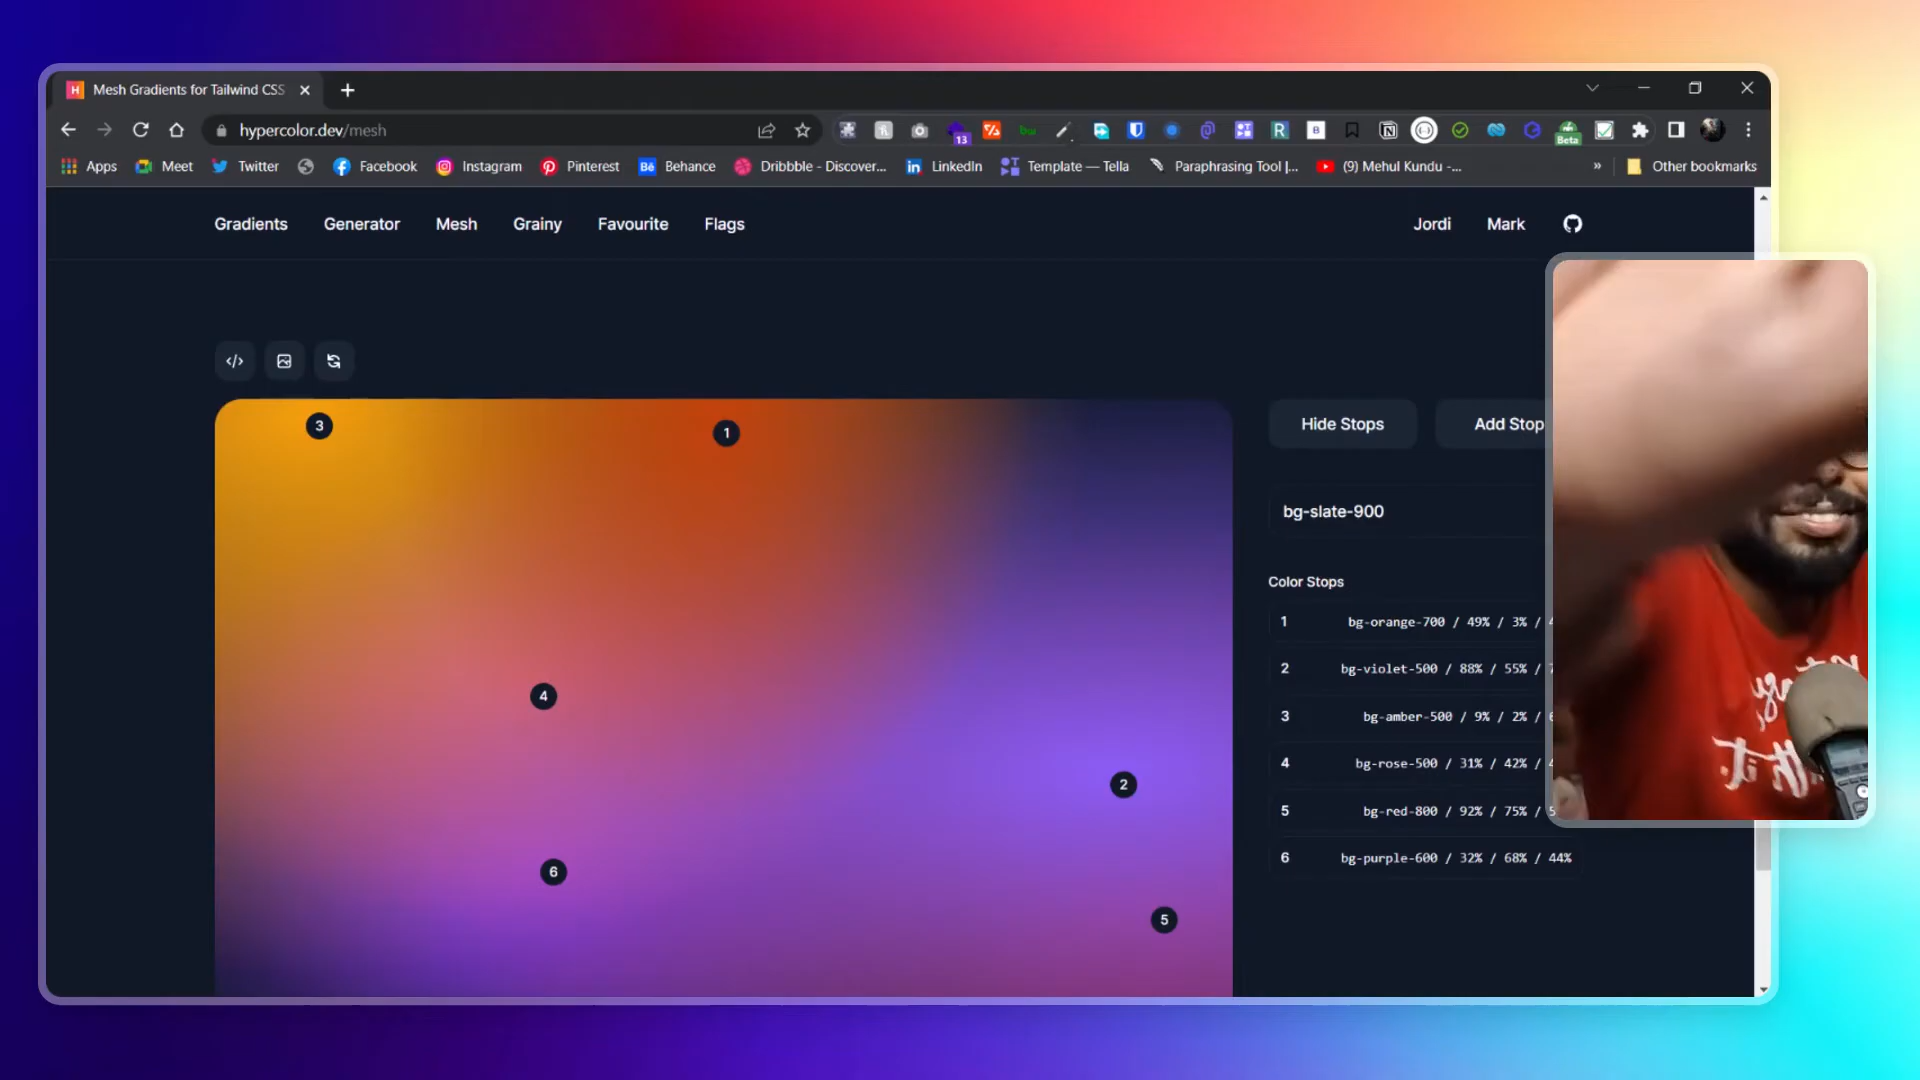 H Mesh Gradients for Tailwind CSS
hypercolor.dev/mesh
13
Beta
Apps Meet Twitter Facebook Instagram Pinterest Behance Dribbble - Discover... LinkedIn Template — Tella Paraphrasing Tool |... (9) Mehul Kundu -... » Other bookmarks
Gradients Generator Mesh Grainy Favourite Flags Jordi Mark
3
1
4
2
6
5
Hide Stops Add Stop
bg-slate-900
Color Stops
1 bg-orange-700 / 49% / 3% /
2 bg-violet-500 / 88% / 55% /
3 bg-amber-500 / 9% / 2% /
4 bg-rose-500 / 31% / 42% /
5 bg-red-800 / 92% / 75% /
6 bg-purple-600 / 32% / 68% / 44%